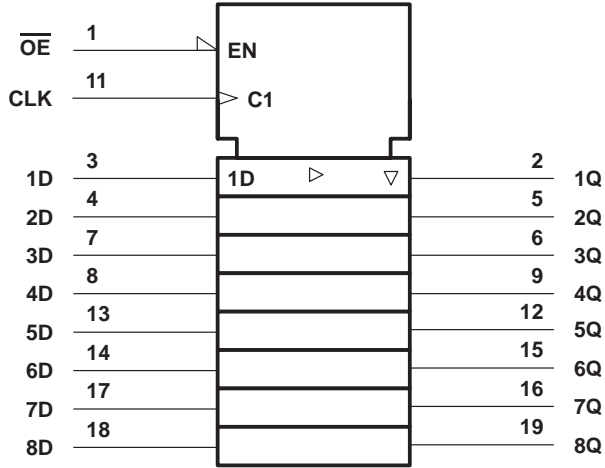 O̅E̅ 1 EN
CLK 11 C1
1D 3 1D 2 1Q
2D 4 5 2Q
3D 7 6 3Q
4D 8 9 4Q
5D 13 12 5Q
6D 14 15 6Q
7D 17 16 7Q
8D 18 19 8Q